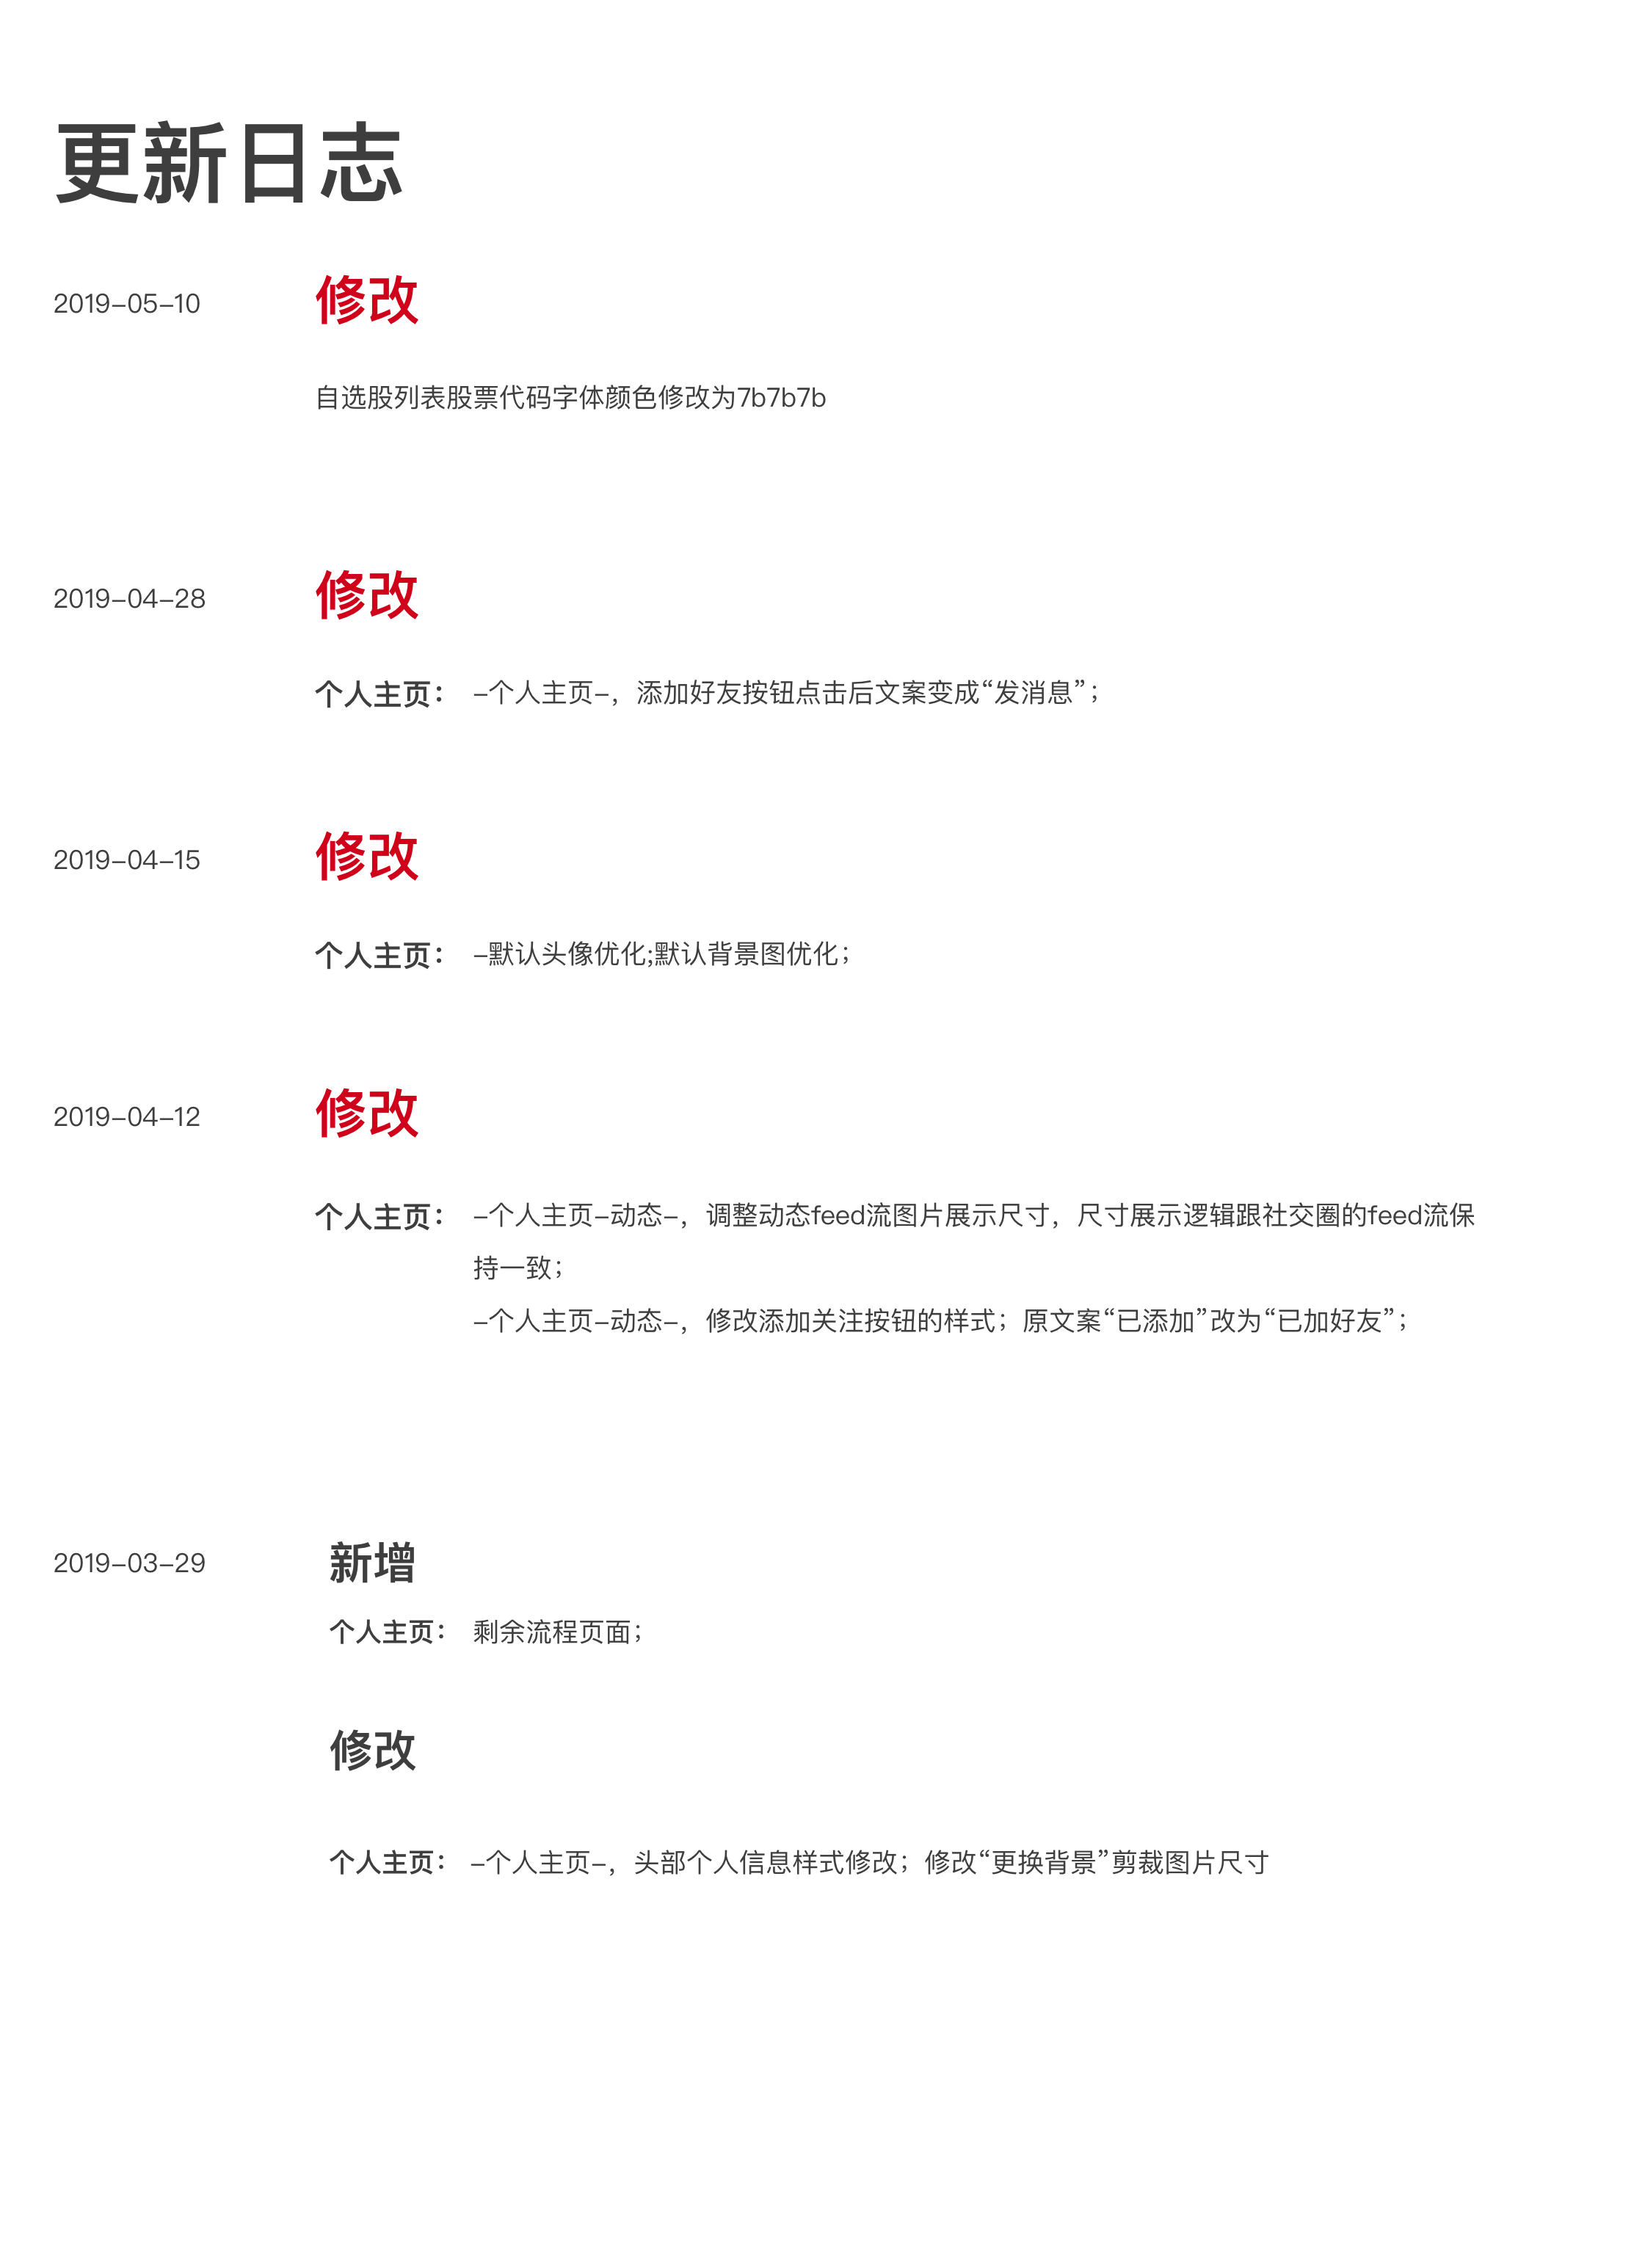 更新日志
2019-05-10 修改
自选股列表股票代码字体颜色修改为7b7b7b
2019-04-28 修改
个人主页： -个人主页-，添加好友按钮点击后文案变成“发消息”；
2019-04-15 修改
个人主页： -默认头像优化;默认背景图优化；
2019-04-12 修改
个人主页： -个人主页-动态-，调整动态feed流图片展示尺寸，尺寸展示逻辑跟社交圈的feed流保
持一致；
-个人主页-动态-，修改添加关注按钮的样式；原文案“已添加”改为“已加好友”；
2019-03-29 新增
个人主页： 剩余流程页面；
修改
个人主页： -个人主页-，头部个人信息样式修改；修改“更换背景”剪裁图片尺寸